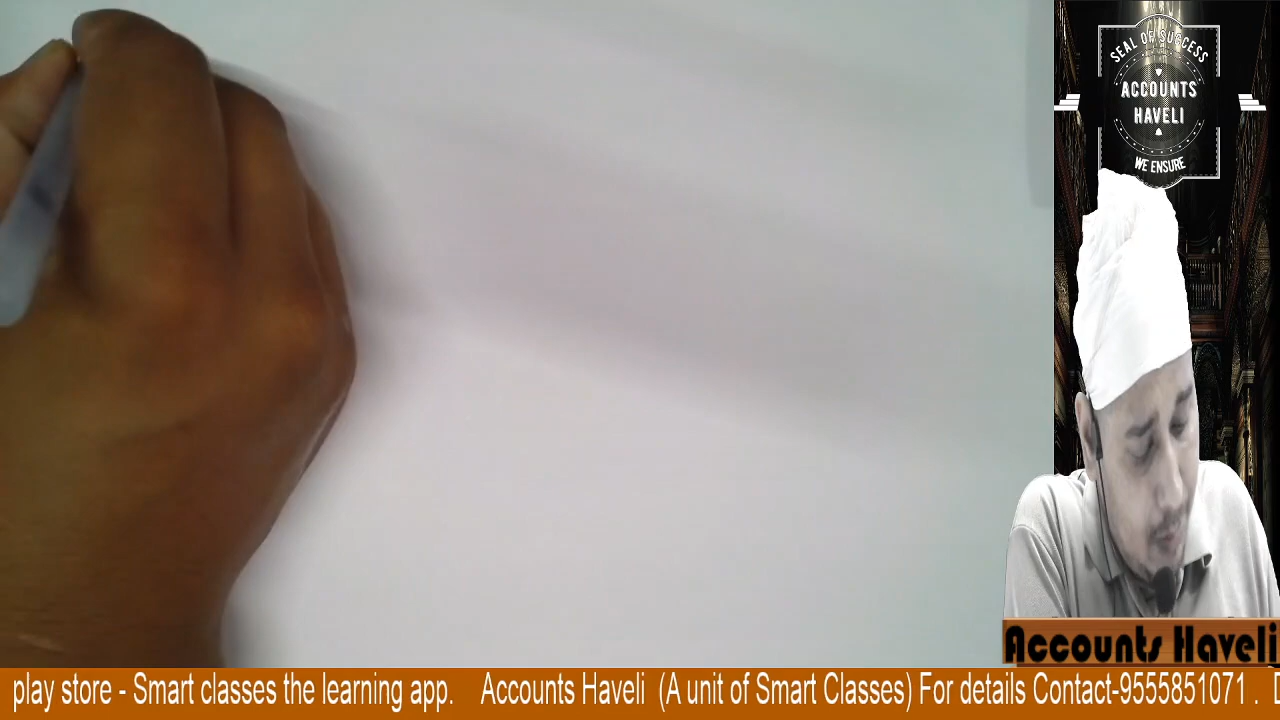 SEAL OF SUCCESS
ACCOUNTS
HAVELI
WE ENSURE
Accounts Haveli
play store - Smart classes the learning app. Accounts Haveli (A unit of Smart Classes) For details Contact-9555851071 .